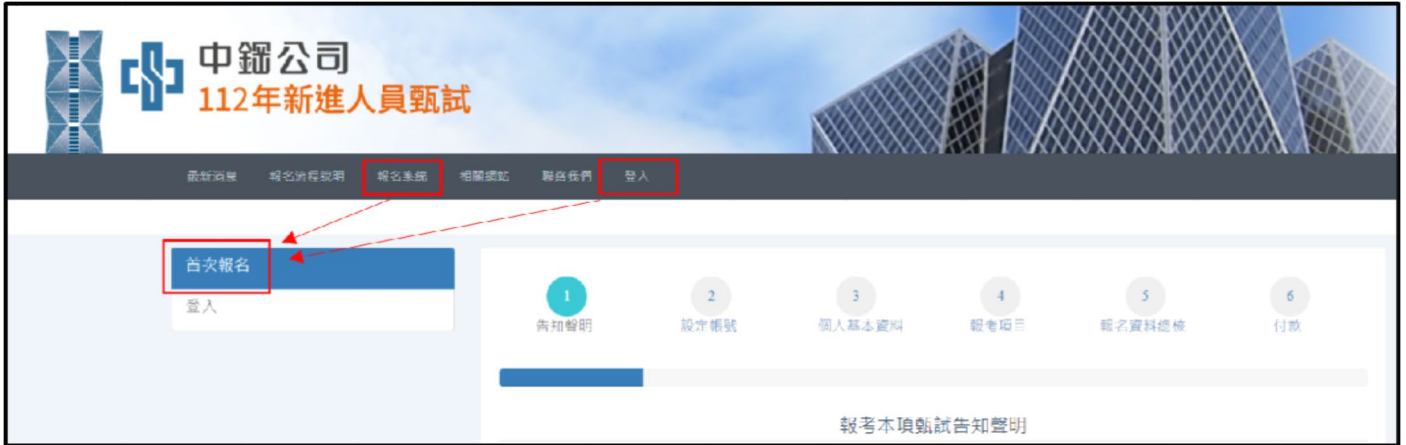 中鋼公司
112年新進人員甄試
最新消息 報名流程說明 報名系統 相關網站 聯絡我們 登入
首次報名
登入
1 2 3 4 5 6
告知聲明 設定帳號 個人基本資料 報考項目 報名資料總檢 付款
報考本項甄試告知聲明